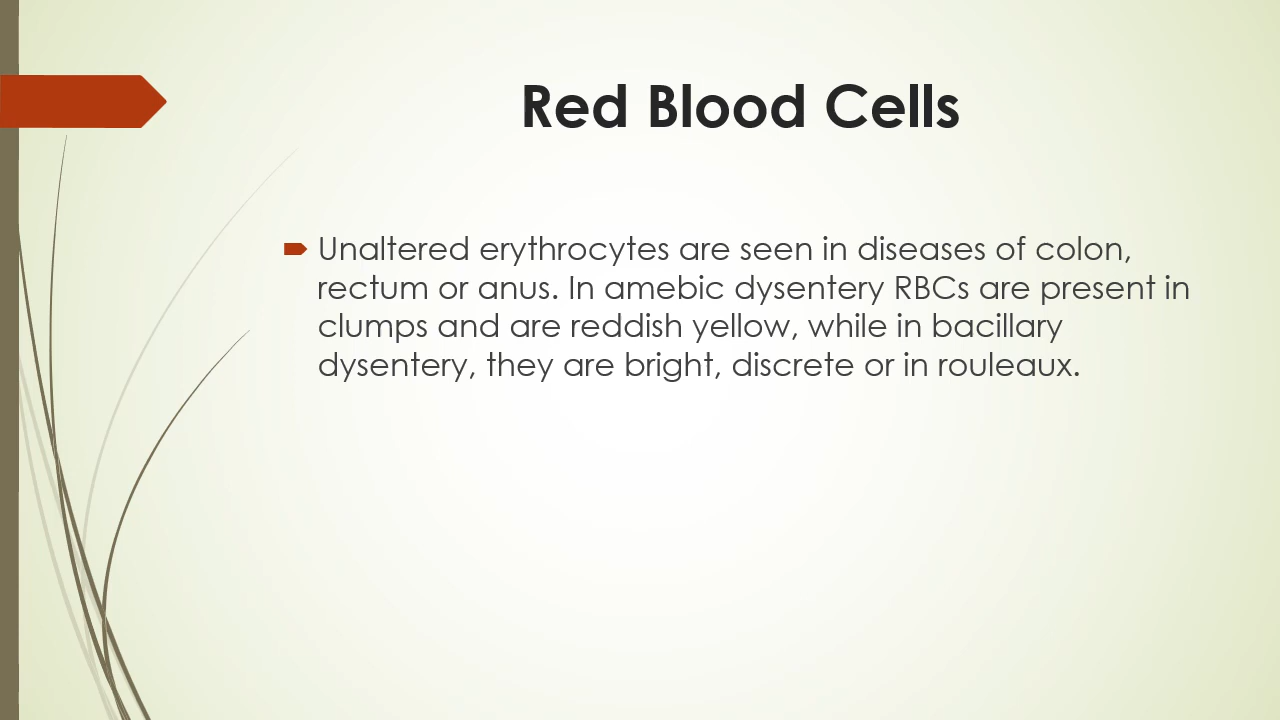 Red Blood Cells
Unaltered erythrocytes are seen in diseases of colon,
rectum or anus. In amebic dysentery RBCs are present in
clumps and are reddish yellow, while in bacillary
dysentery, they are bright, discrete or in rouleaux.